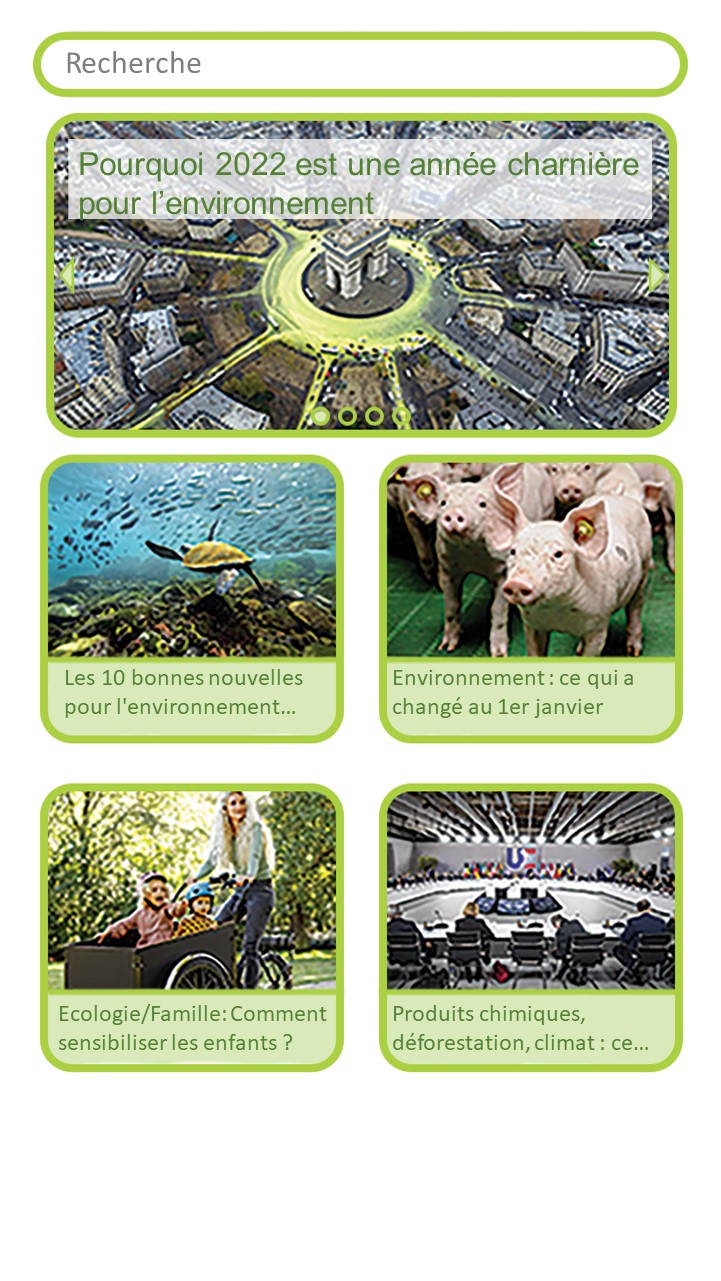 Recherche
Pourquoi 2022 est une année charnière
pour l’environnement
Les 10 bonnes nouvelles
pour l'environnement...
Environnement : ce qui a
changé au 1er janvier
Ecologie/Famille: Comment
sensibiliser les enfants ?
Produits chimiques,
déforestation, climat : ce...